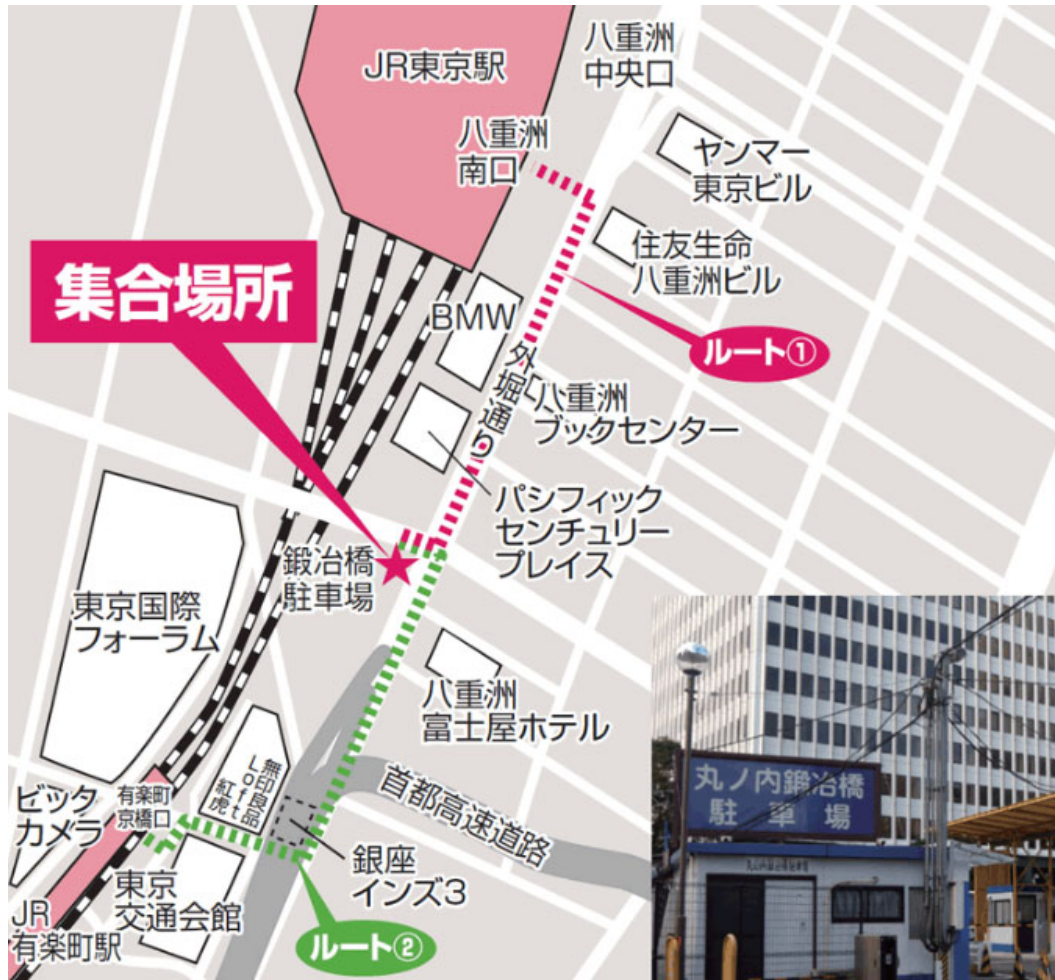 JR東京駅
八重洲
中央口
八重洲
南口
ヤンマー
東京ビル
住友生命
八重洲ビル
集合場所
BMW
ルート①
外堀通り
八重洲
ブックセンター
パシフィック
センチュリー
プレイス
鍛冶橋
駐車場
東京国際
フォーラム
八重洲
富士屋ホテル
丸ノ内鍛冶橋
駐車場
無印良品
Loft
紅虎
首都高速道路
ビッタ
カメラ
有楽町
京橋口
銀座
インズ3
東京
交通会館
JR
有楽町駅
ルート②